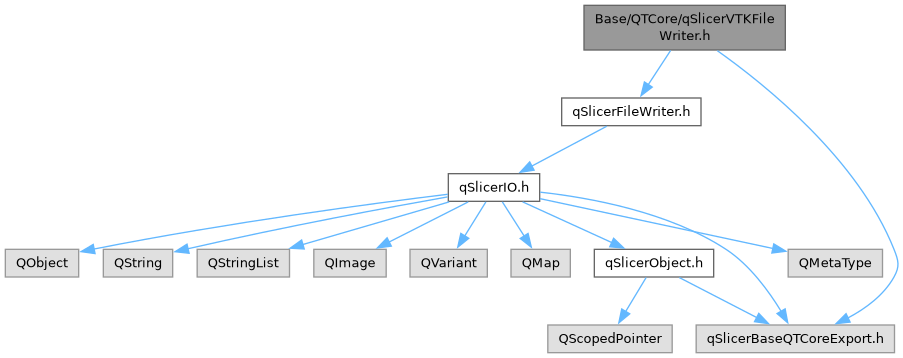 Base/QTCore/qSlicerVTKFile
Writer.h
qSlicerFileWriter.h
qSlicerIO.h
QObject
QString
QStringList
QImage
QVariant
QMap
qSlicerObject.h
QMetaType
QScopedPointer
qSlicerBaseQTCoreExport.h